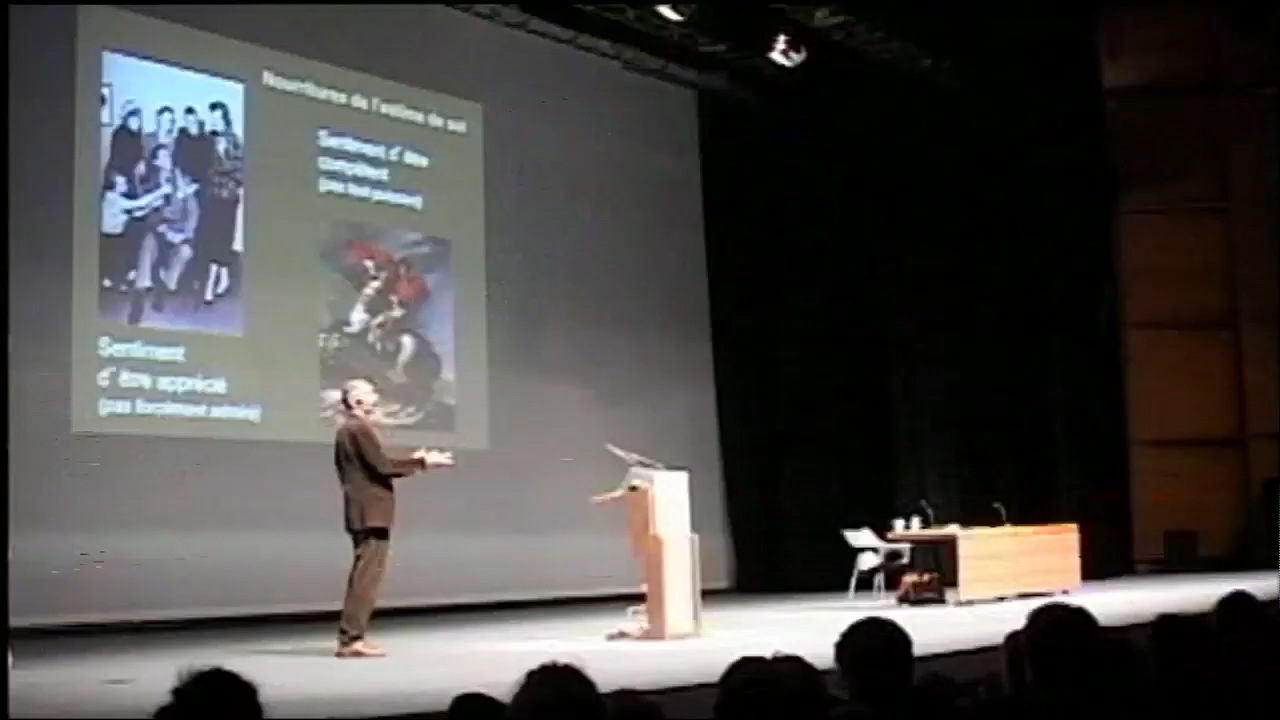 Nourritures de l'estime de soi
Sentiment d' être
compétent
(pas tout puissant)
Sentiment
d' être apprécié
(pas forcément admiré)